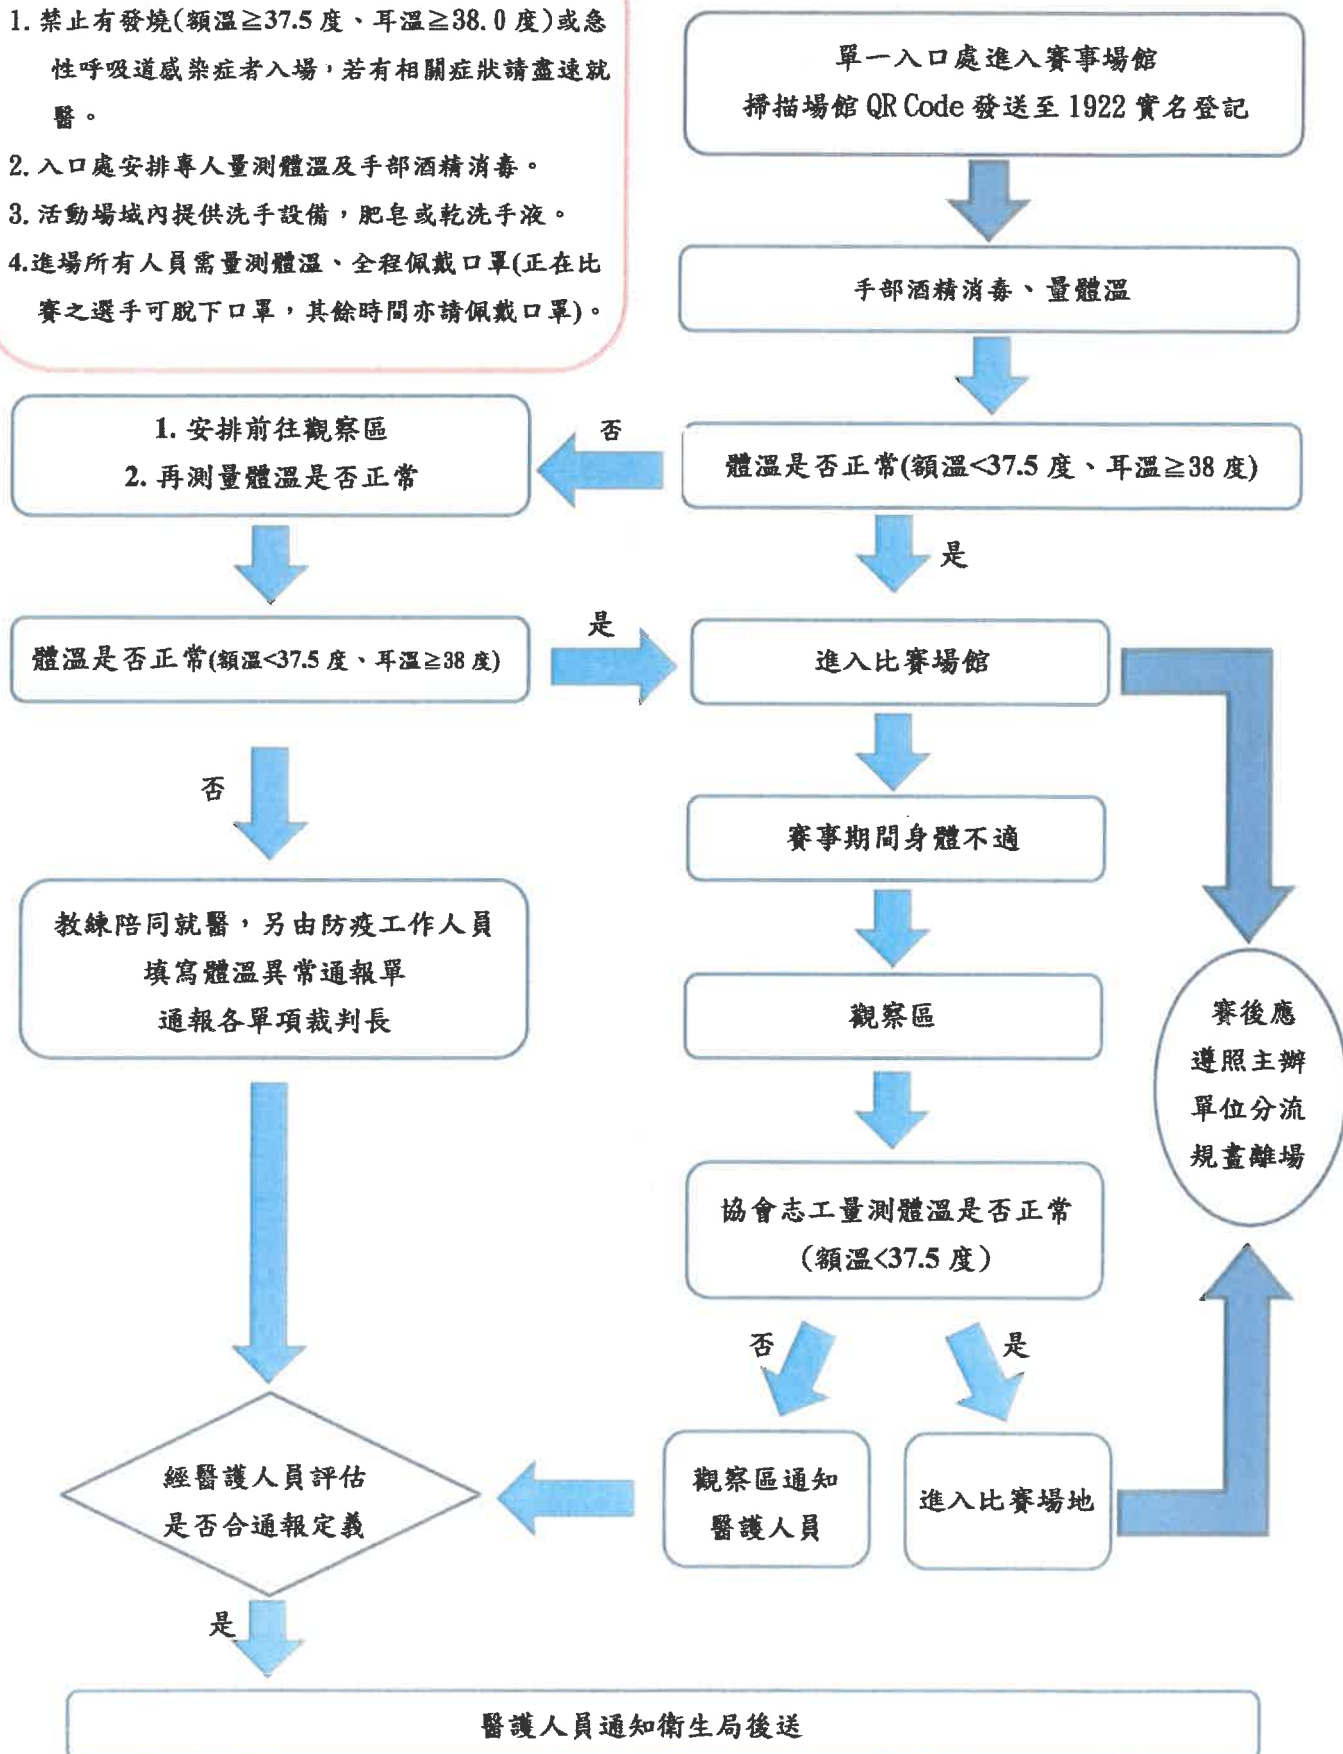 1. 禁止有發燒(額溫≧37.5 度、耳溫≧38.0 度)或急
性呼吸道感染症者入場，若有相關症狀請盡速就
醫。
2. 入口處安排專人量測體溫及手部酒精消毒。
3. 活動場域內提供洗手設備，肥皂或乾洗手液。
4.進場所有人員需量測體溫、全程佩戴口罩(正在比
賽之選手可脫下口罩，其餘時間亦請佩戴口罩)。
單一入口處進入賽事場館
掃描場館 QR Code 發送至 1922 實名登記
手部酒精消毒、量體溫
體溫是否正常(額溫<37.5 度、耳溫≧38 度)
否
1. 安排前往觀察區
2. 再測量體溫是否正常
是
體溫是否正常(額溫<37.5 度、耳溫≧38 度)
是
進入比賽場館
否
賽事期間身體不適
教練陪同就醫，另由防疫工作人員
填寫體溫異常通報單
通報各單項裁判長
觀察區
賽後應
遵照主辦
單位分流
規畫離場
協會志工量測體溫是否正常
（額溫<37.5 度）
否
是
經醫護人員評估
是否合通報定義
觀察區通知
醫護人員
進入比賽場地
是
醫護人員通知衛生局後送